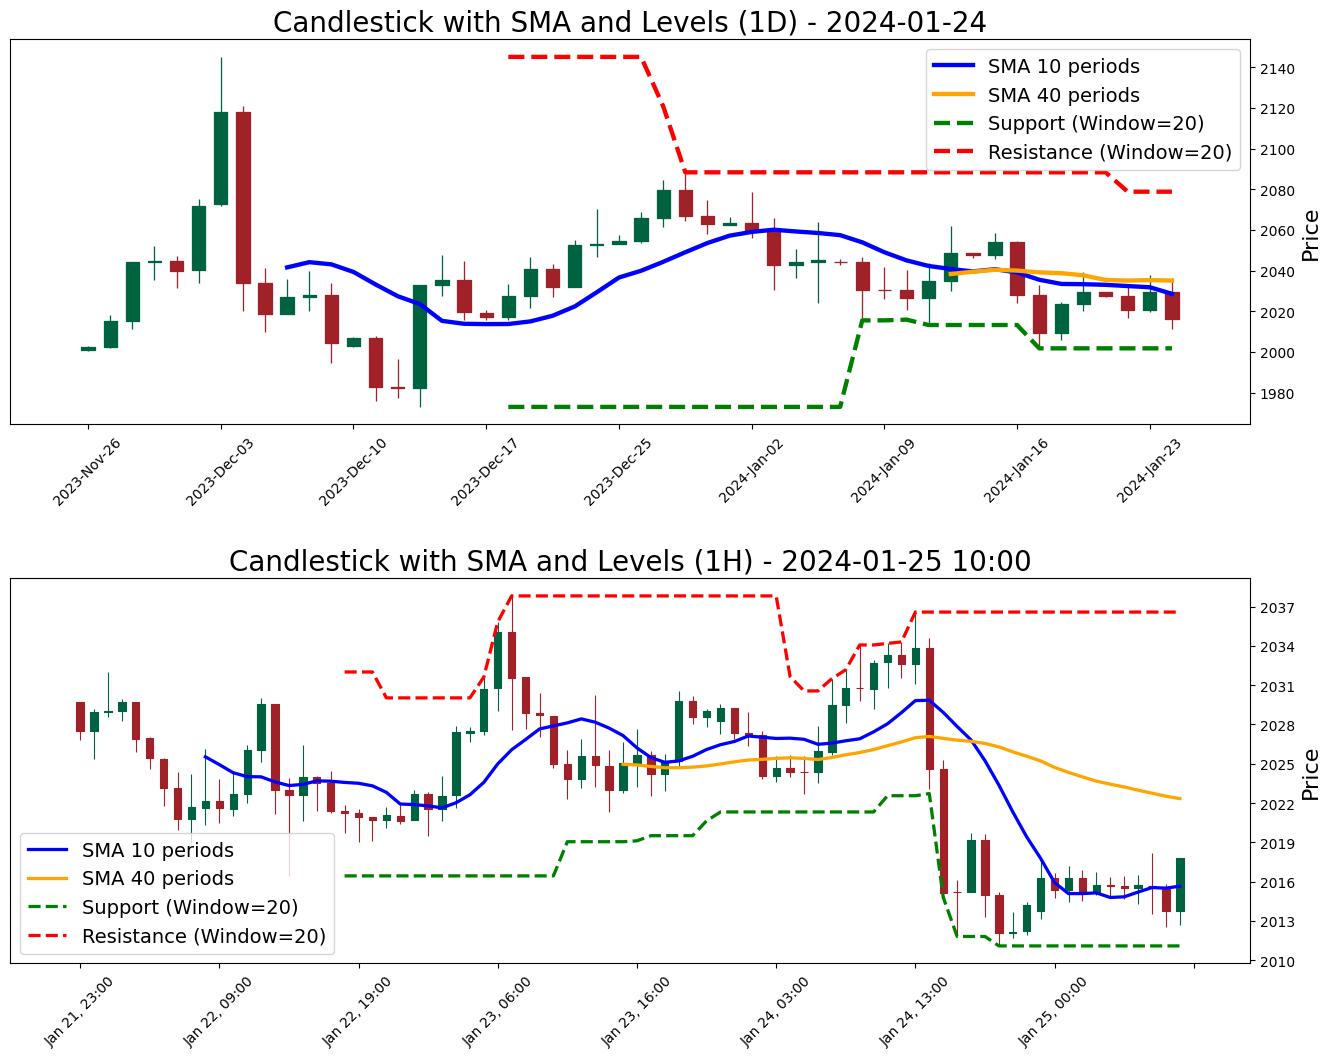 Candlestick with SMA and Levels (1D) - 2024-01-24
SMA 10 periods
SMA 40 periods
Support (Window=20)
Resistance (Window=20)
2140
2120
2100
2080
2060
2040
2020
2000
1980
Price
2023-Nov-26
2023-Dec-03
2023-Dec-10
2023-Dec-17
2023-Dec-25
2024-Jan-02
2024-Jan-09
2024-Jan-16
2024-Jan-23
Candlestick with SMA and Levels (1H) - 2024-01-25 10:00
2037
2034
2031
2028
2025
2022
2019
2016
2013
2010
Price
SMA 10 periods
SMA 40 periods
Support (Window=20)
Resistance (Window=20)
Jan 21, 23:00
Jan 22, 09:00
Jan 22, 19:00
Jan 23, 06:00
Jan 23, 16:00
Jan 24, 03:00
Jan 24, 13:00
Jan 25, 00:00